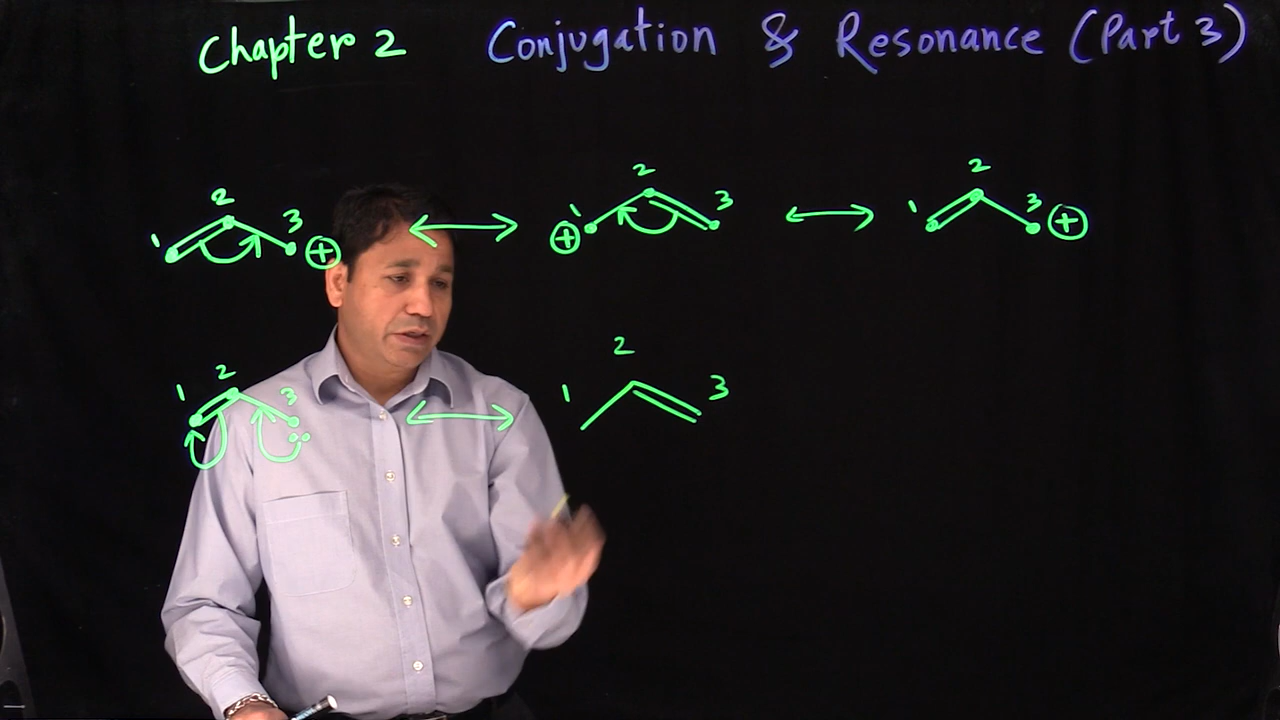 Chapter 2 Conjugation & Resonance (Part 3)
1 2 3 + + 1 2 3 1 2 3 +
1 2 3 1 2 3